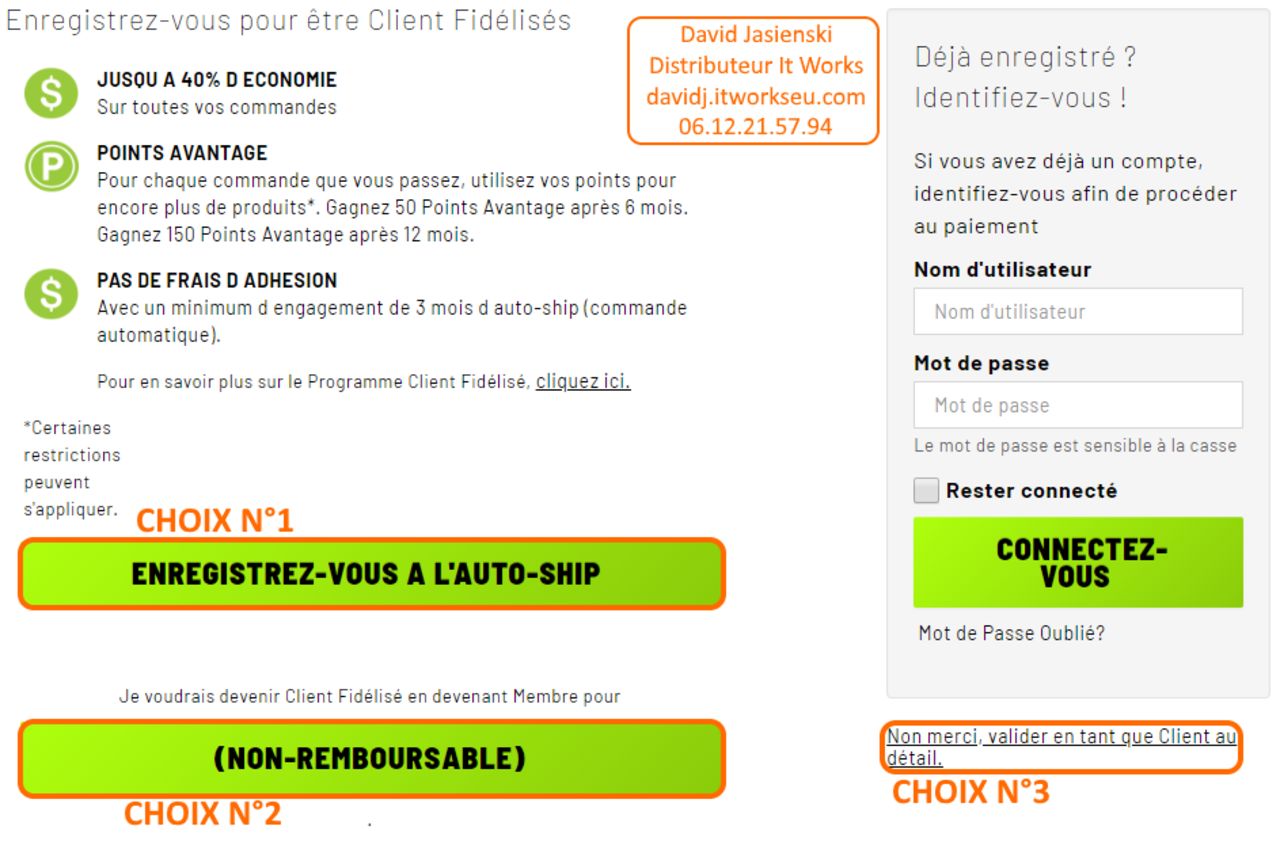 Enregistrez-vous pour être Client Fidélisés
David Jasienski
Distributeur It Works
davidj.itworkseu.com
06.12.21.57.94
$
JUSQU A 40% D ECONOMIE
Sur toutes vos commandes
P
POINTS AVANTAGE
Pour chaque commande que vous passez, utilisez vos points pour
encore plus de produits*. Gagnez 50 Points Avantage après 6 mois.
Gagnez 150 Points Avantage après 12 mois.
$
PAS DE FRAIS D ADHESION
Avec un minimum d engagement de 3 mois d auto-ship (commande
automatique).
Pour en savoir plus sur le Programme Client Fidélisé, cliquez ici.
*Certaines
restrictions
peuvent
s'appliquer.
CHOIX N°1
ENREGISTREZ-VOUS A L'AUTO-SHIP
Je voudrais devenir Client Fidélisé en devenant Membre pour
(NON-REMBOURSABLE)
CHOIX N°2
.
Déjà enregistré ?
Identifiez-vous !
Si vous avez déjà un compte,
identifiez-vous afin de procéder
au paiement
Nom d'utilisateur
Nom d'utilisateur
Mot de passe
Mot de passe
Le mot de passe est sensible à la casse
Rester connecté
CONNECTEZ-
VOUS
Mot de Passe Oublié?
Non merci, valider en tant que Client au
détail.
CHOIX N°3